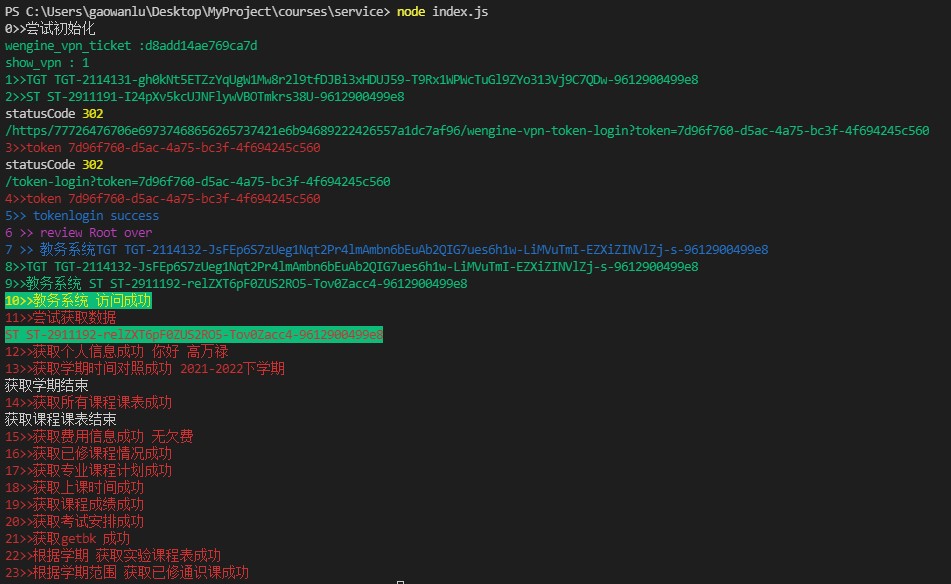 PS C:\Users\gaowanlu\Desktop\MyProject\courses\service> node index.js
0>>尝试初始化
wengine_vpn_ticket :d8add14ae769ca7d
show_vpn : 1
1>>TGT TGT-2114131-gh0kNt5ETZzYqUgW1Mw8r2l9tfDJBi3xHDUJ59-T9Rx1WPWcTuGl9ZYo313Vj9C7QDw-9612900499e8
2>>ST ST-2911191-I24pXv5kcUJNFlywVBOTmkrs38U-9612900499e8
statusCode 302
/https/77726476706e69737468656265737421e6b94689222426557a1dc7af96/wengine-vpn-token-login?token=7d96f760-d5ac-4a75-bc3f-4f694245c560
3>>token 7d96f760-d5ac-4a75-bc3f-4f694245c560
statusCode 302
/token-login?token=7d96f760-d5ac-4a75-bc3f-4f694245c560
4>>token 7d96f760-d5ac-4a75-bc3f-4f694245c560
5>> tokenlogin success
6 >> review Root over
7 >> 教务系统TGT TGT-2114132-JsFEp6S7zUeg1Nqt2Pr4lmAmbn6bEuAb2QIG7ues6h1w-LiMVuTmI-EZXiZINVlZj-s-9612900499e8
8>>TGT TGT-2114132-JsFEp6S7zUeg1Nqt2Pr4lmAmbn6bEuAb2QIG7ues6h1w-LiMVuTmI-EZXiZINVlZj-s-9612900499e8
9>>教务系统 ST ST-2911192-relZXT6pF0ZUS2RO5-Tov0Zacc4-9612900499e8
10>>教务系统 访问成功
11>>尝试获取数据
ST ST-2911192-relZXT6pF0ZUS2RO5-Tov0Zacc4-9612900499e8
12>>获取个人信息成功 你好 高万禄
13>>获取学期时间对照成功 2021-2022下学期
获取学期结束
14>>获取所有课程课表成功
获取课程课表结束
15>>获取费用信息成功 无欠费
16>>获取已修课程情况成功
17>>获取专业课程计划成功
18>>获取上课时间成功
19>>获取课程成绩成功
20>>获取考试安排成功
21>>获取getbk 成功
22>>根据学期 获取实验课程表成功
23>>根据学期范围 获取已修通识课成功